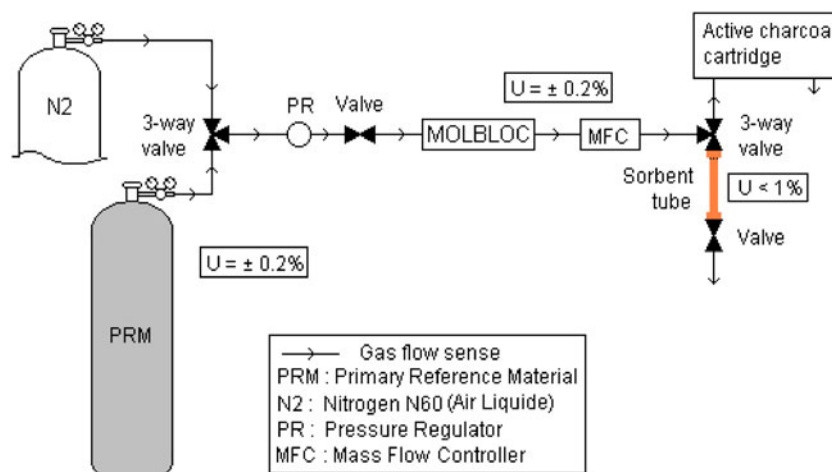 Active charcoa
cartridge
N2
U = ± 0.2%
PR
Valve
3-way
valve
MOLBLOC
MFC
3-way
valve
Sorbent
tube
U < 1%
Valve
U = ± 0.2%
PRM
Gas flow sense
PRM : Primary Reference Material
N2 : Nitrogen N60 (Air Liquide)
PR : Pressure Regulator
MFC : Mass Flow Controller